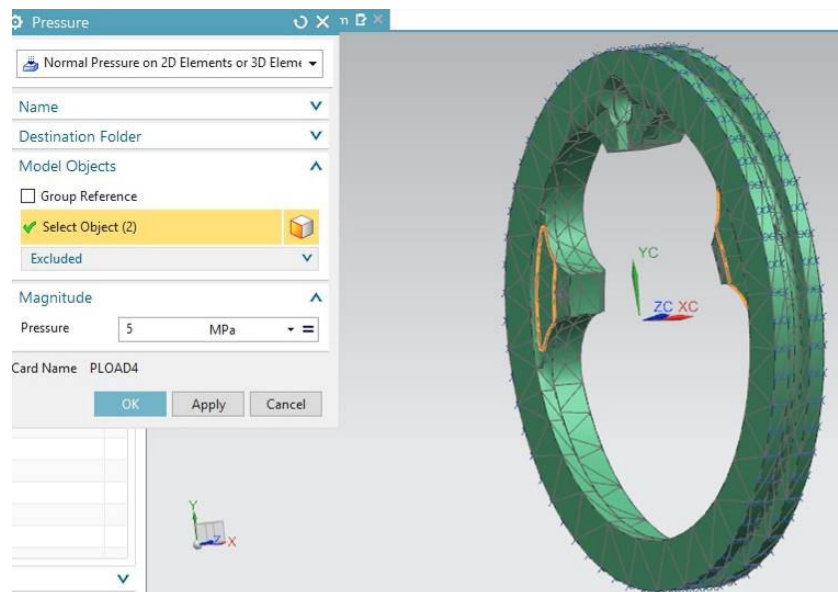 Pressure
Normal Pressure on 2D Elements or 3D Eleme
Name
Destination Folder
Model Objects
Group Reference
Select Object (2)
Excluded
Magnitude
Pressure 5 MPa
Card Name PLOAD4
OK Apply Cancel
YC
ZC XC
Y
Z X